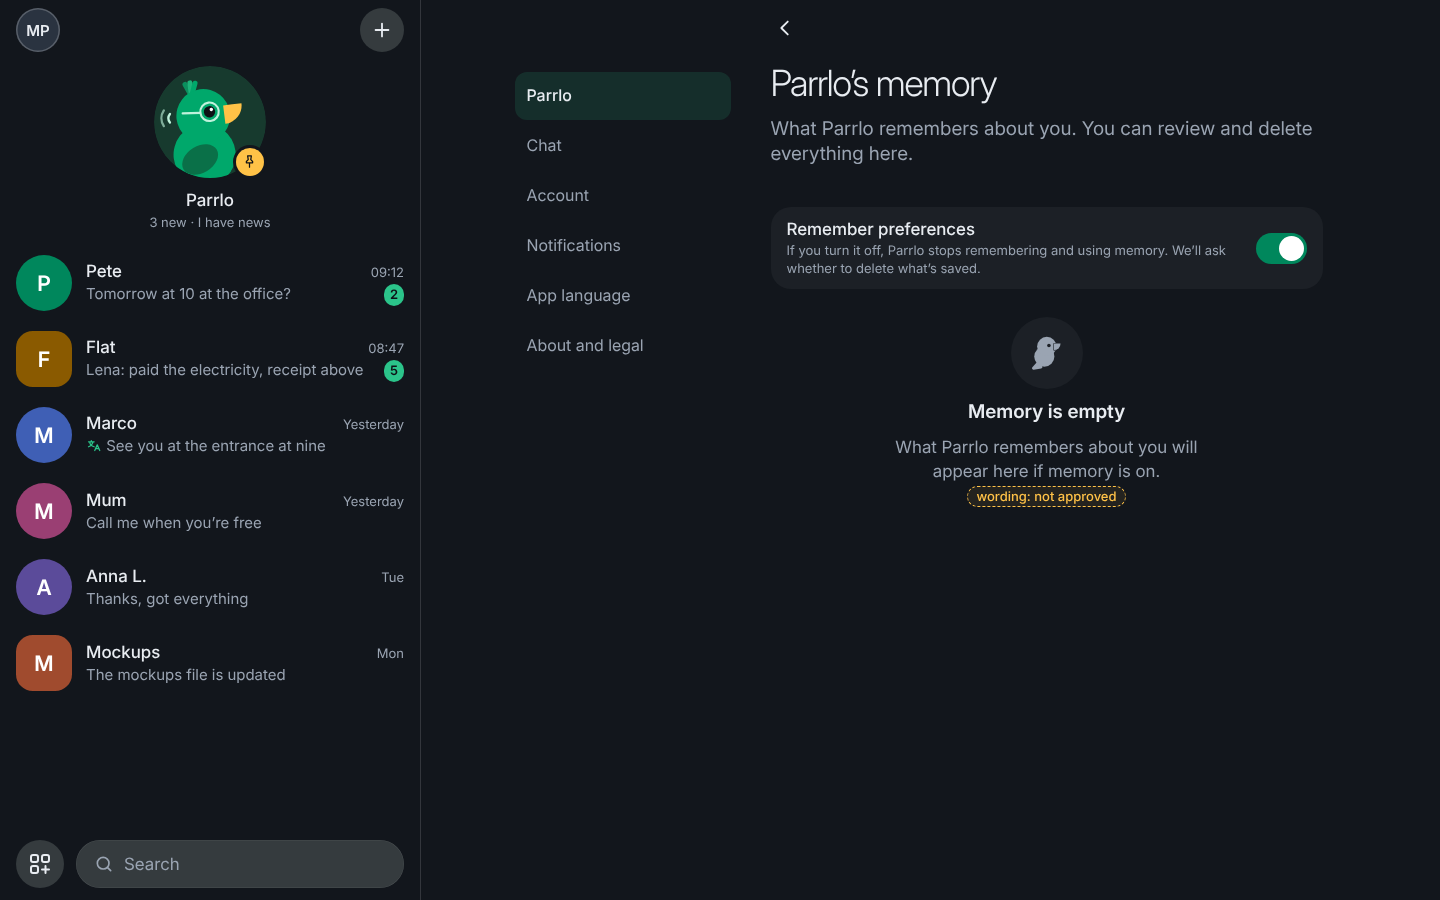 MP
Parrlo
3 new · I have news
P
Pete
09:12
Tomorrow at 10 at the office?
2
F
Flat
08:47
Lena: paid the electricity, receipt above
5
M
Marco
Yesterday
See you at the entrance at nine
M
Mum
Yesterday
Call me when you’re free
A
Anna L.
Tue
Thanks, got everything
M
Mockups
Mon
The mockups file is updated
Search
Parrlo
Chat
Account
Notifications
App language
About and legal
Parrlo’s memory
What Parrlo remembers about you. You can review and delete
everything here.
Remember preferences
If you turn it off, Parrlo stops remembering and using memory. We’ll ask
whether to delete what’s saved.
Memory is empty
What Parrlo remembers about you will
appear here if memory is on.
wording: not approved